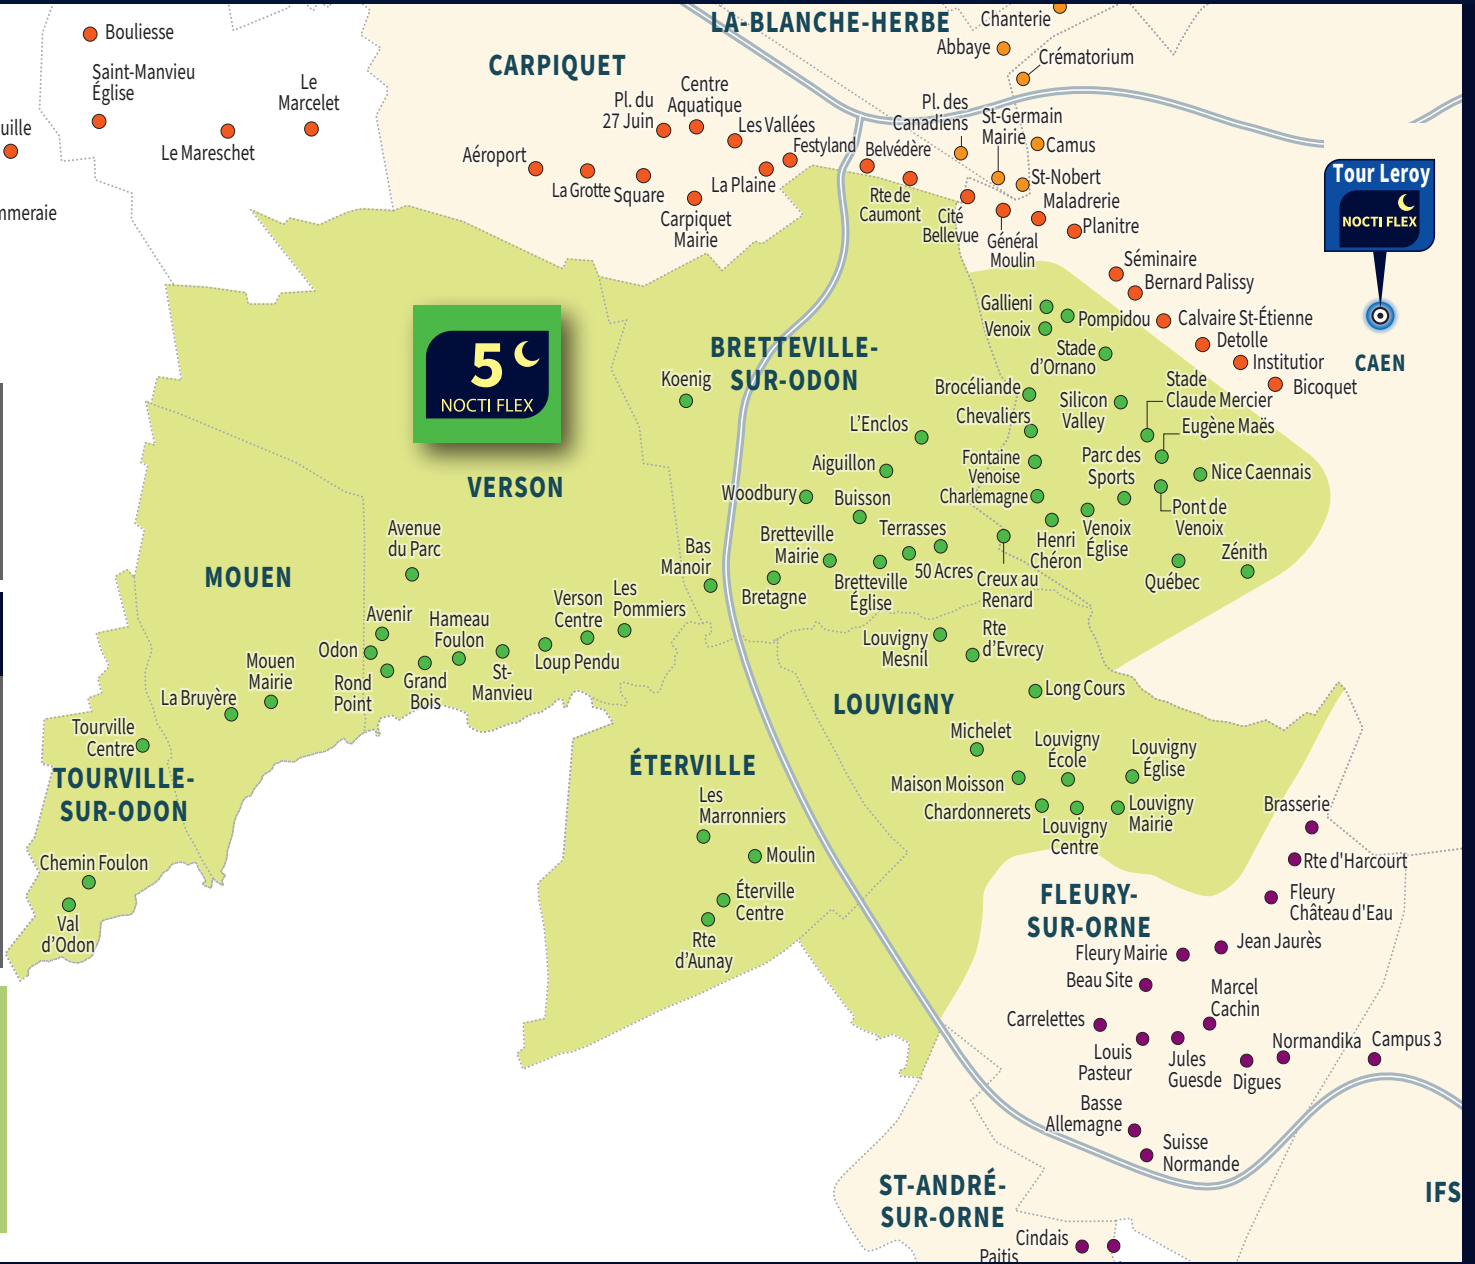 LA-BLANCHE-HERBE
Chanterie
Abbaye
Crématorium
Bouliesse
Saint-Manvieu
Église
Le
Marcelet
Le Mareschet
CARPIQUET
Centre
Aquatique
Pl. du
27 Juin
Les Vallées
Festyland
Aéroport
La Grotte
Square
La Plaine
Carpiquet
Mairie
Belvédère
Pl. des
Canadiens
St-Germain
Mairie
Camus
St-Nobert
Rte de
Caumont
Cité
Bellevue
Général
Moulin
Maladrerie
Planitre
Séminaire
Bernard Palissy
Calvaire St-Étienne
Detolle
Institutior
Bicoquet
Tour Leroy
NOCTI FLEX
CAEN
5
NOCTI FLEX
VERSON
BRETTEVILLE-
SUR-ODON
Koenig
Gallieni
Venoix
Pompidou
Stade
d'Ornano
Brocéliande
Chevaliers
Silicon
Valley
Stade
Claude Mercier
Eugène Maës
L'Enclos
Aiguillon
Woodbury
Buisson
Fontaine
Venoise
Charlemagne
Parc des
Sports
Nice Caennais
Pont de
Venoix
Venoix
Église
Henri
Chéron
Zénith
Québec
Terrasses
Bretteville
Mairie
50 Acres
Creux au
Renard
Bretteville
Église
Bretagne
Bas
Manoir
Avenue
du Parc
MOUEN
Avenir
Hameau
Foulon
Verson
Centre
Les
Pommiers
Odon
Rond
Point
Grand
Bois
St-
Manvieu
Loup Pendu
Mouen
Mairie
La Bruyère
Tourville
Centre
TOURVILLE-
SUR-ODON
Chemin Foulon
Val
d'Odon
Louvigny
Mesnil
Rte
d'Evrecy
Long Cours
LOUVIGNY
Michelet
Louvigny
École
Louvigny
Église
Maison Moisson
Chardonnerets
Louvigny
Centre
Louvigny
Mairie
ÉTERVILLE
Les
Marronniers
Moulin
Éterville
Centre
Rte
d'Aunay
Brasserie
Rte d'Harcourt
FLEURY-
SUR-ORNE
Fleury
Château d'Eau
Jean Jaurès
Fleury Mairie
Beau Site
Marcel
Cachin
Carrelettes
Louis
Pasteur
Jules
Guesde
Digues
Normandika
Campus 3
Basse
Allemagne
Suisse
Normande
ST-ANDRÉ-
SUR-ORNE
IFS
Cindais
Paitis